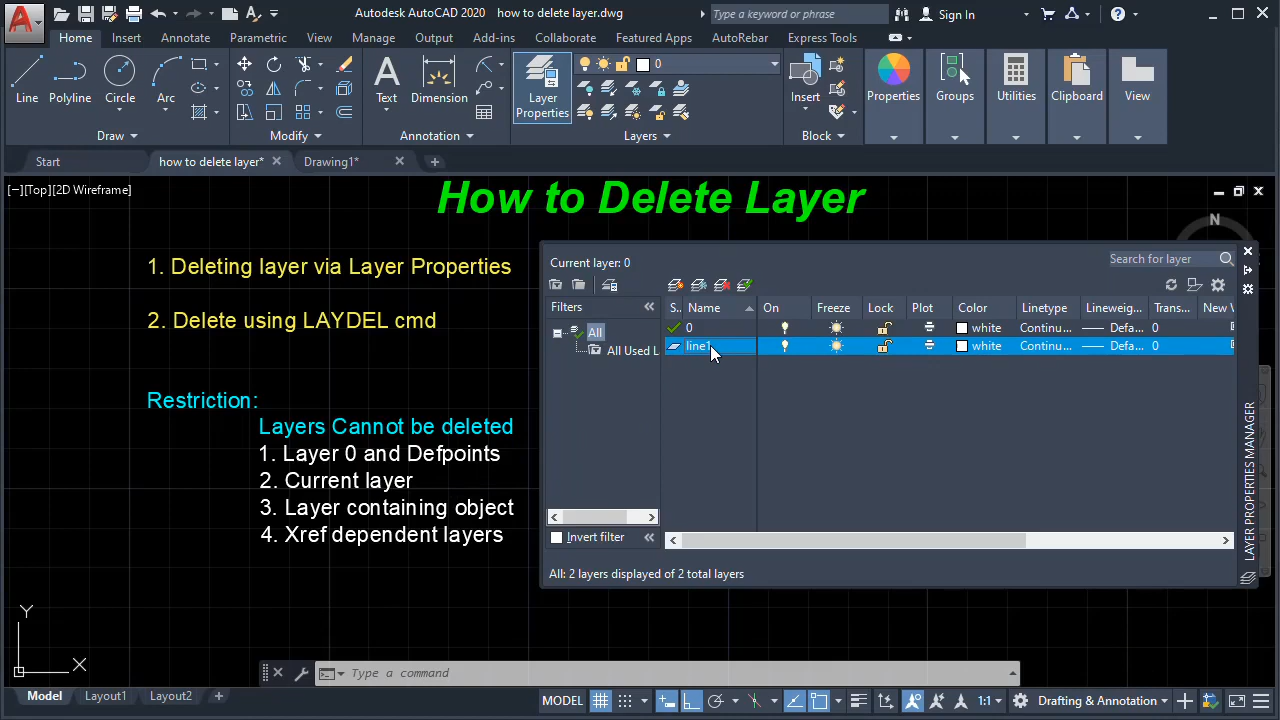 Autodesk AutoCAD 2020 how to delete layer.dwg
Type a keyword or phrase
Sign In
Home Insert Annotate Parametric View Manage Output Add-ins Collaborate Featured Apps AutoRebar Express Tools
Line
Polyline
Circle
Arc
Text
Dimension
Layer
Properties
0
Insert
Properties
Groups
Utilities
Clipboard
View
Draw
Modify
Annotation
Layers
Block
Start
how to delete layer*
Drawing1*
[−][Top][2D Wireframe]
How to Delete Layer
N
1. Deleting layer via Layer Properties
2. Delete using LAYDEL cmd
Restriction:
Layers Cannot be deleted
1. Layer 0 and Defpoints
2. Current layer
3. Layer containing object
4. Xref dependent layers
Current layer: 0
Search for layer
Filters
All
All Used L
S.. Name On Freeze Lock Plot Color Linetype Lineweig... Trans... New V
0 white Continu... Defa... 0
line1 white Continu... Defa... 0
Invert filter
All: 2 layers displayed of 2 total layers
LAYER PROPERTIES MANAGER
Y
X
Type a command
Model Layout1 Layout2
MODEL
1:1
Drafting & Annotation